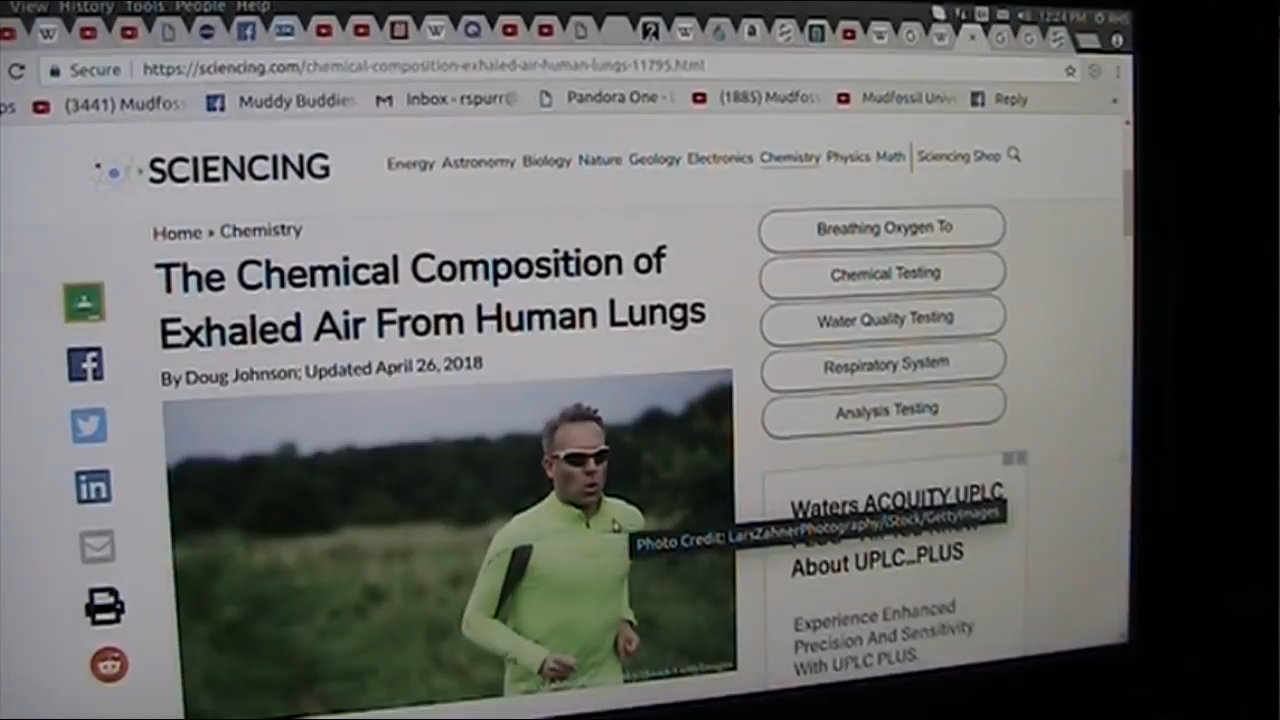 View History Tools People Help
12:24 PM
Secure https://sciencing.com/chemical-composition-exhaled-air-human-lungs-11795.html
(3441) Mudfos
Muddy Buddies
Inbox - rspurr@
Pandora One -
(1885) Mudfos
Mudfossil Univ
Reply
SCIENCING
Energy Astronomy Biology Nature Geology Electronics Chemistry Physics Math Sciencing Shop
Home » Chemistry
The Chemical Composition of
Exhaled Air From Human Lungs
By Doug Johnson; Updated April 26, 2018
Breathing Oxygen To
Chemical Testing
Water Quality Testing
Respiratory System
Analysis Testing
Waters ACQUITY UPLC
Photo Credit: LarsZahnerPhotography/iStock/GettyImages
About UPLC...PLUS
Experience Enhanced
Precision And Sensitivity
With UPLC PLUS.